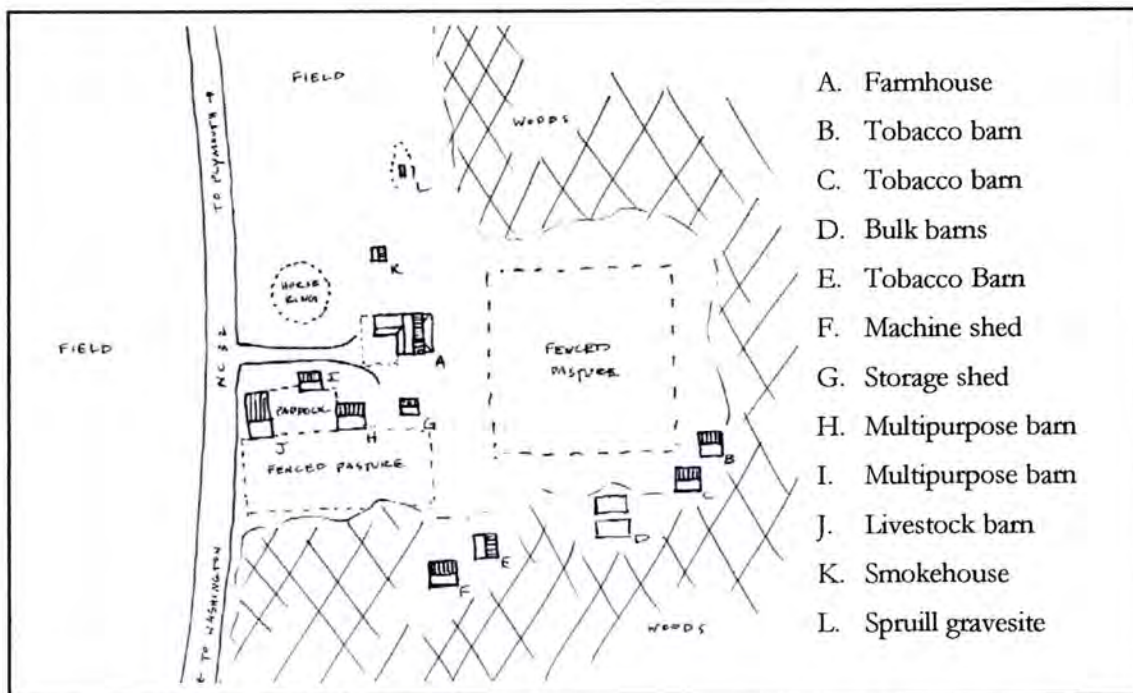 FIELD
WOODS
TO PLYMOUTH →
L
K
HORSE
RING
NC 32
FIELD
A
FENCED
PASTURE
I
PADDOCK
G
H
J
FENCED PASTURE
B
C
D
E
F
← TO WASHINGTON
WOODS
A. Farmhouse
B. Tobacco barn
C. Tobacco barn
D. Bulk barns
E. Tobacco Barn
F. Machine shed
G. Storage shed
H. Multipurpose barn
I. Multipurpose barn
J. Livestock barn
K. Smokehouse
L. Spruill gravesite